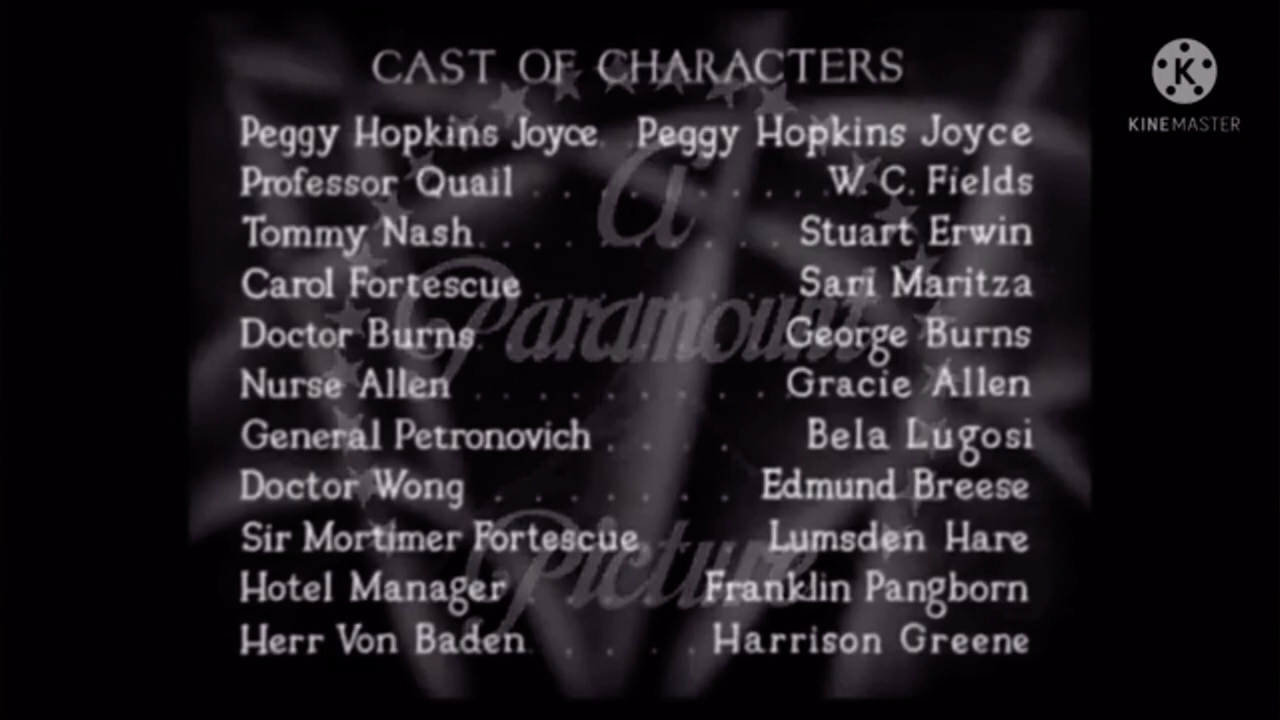 CAST OF CHARACTERS
Peggy Hopkins Joyce. Peggy Hopkins Joyce
Professor Quail . . . . . . . . W. C. Fields
Tommy Nash. . . . . . . Stuart Erwin
Carol Fortescue . . . . . . Sari Maritza
Doctor Burns. . . . . . . George Burns
Nurse Allen . . . . . . . . . . Gracie Allen
General Petronovich . . . . Bela Lugosi
Doctor Wong . . . . . . . Edmund Breese
Sir Mortimer Fortescue Lumsden Hare
Hotel Manager . . . . Franklin Pangborn
Herr Von Baden. . . . . Harrison Greene
a
Paramount
Picture
K
KINEMASTER